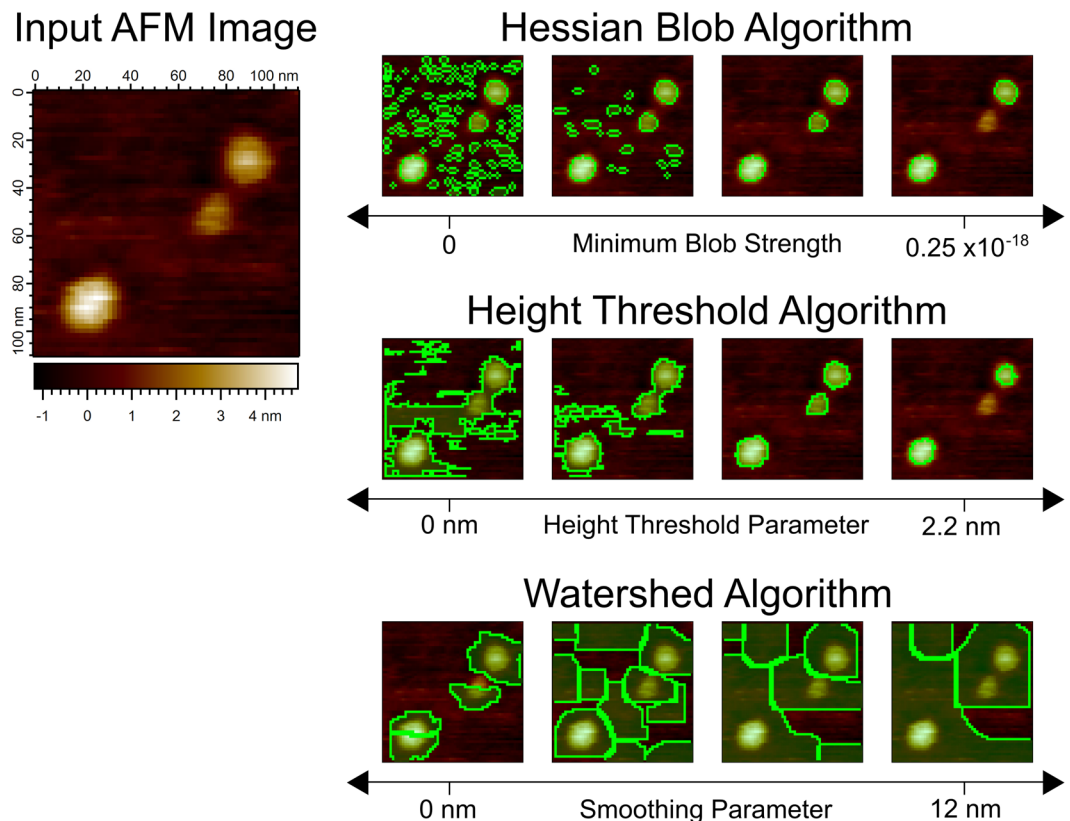 Input AFM Image
0 20 40 60 80 100 nm
0
20
40
60
80
100 nm
-1 0 1 2 3 4 nm
Hessian Blob Algorithm
0 Minimum Blob Strength 0.25 x10⁻¹⁸
Height Threshold Algorithm
0 nm Height Threshold Parameter 2.2 nm
Watershed Algorithm
0 nm Smoothing Parameter 12 nm